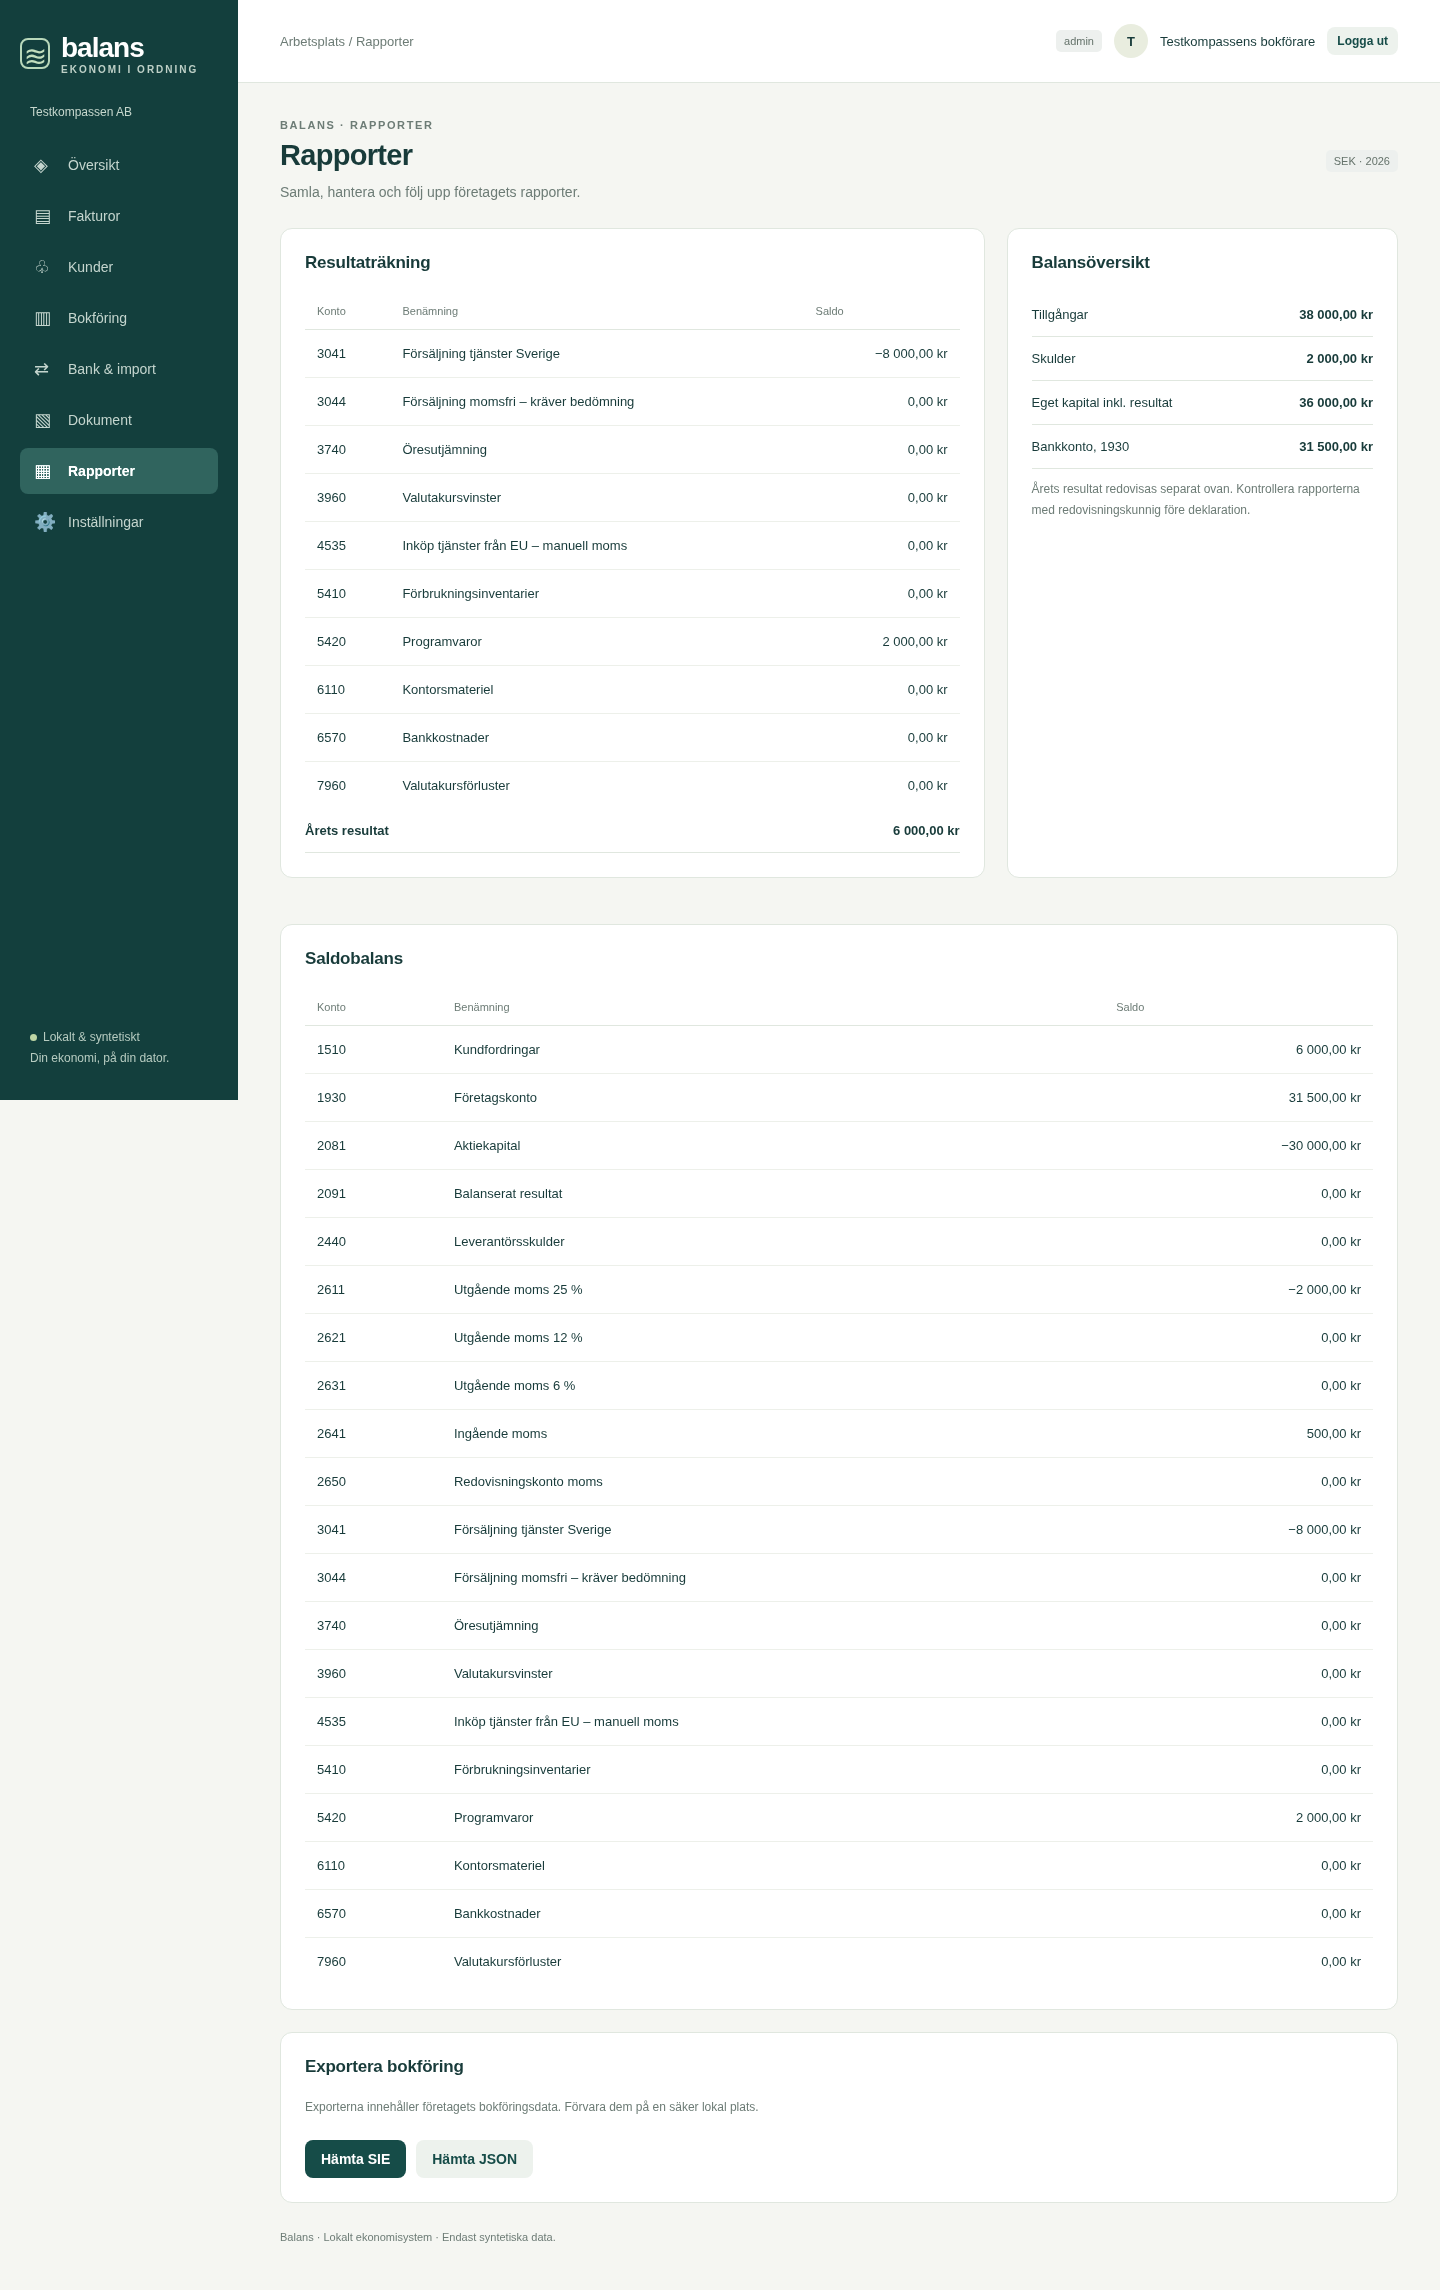 balans
EKONOMI I ORDNING
Testkompassen AB
Översikt
Fakturor
Kunder
Bokföring
Bank & import
Dokument
Rapporter
Inställningar
Lokalt & syntetiskt
Din ekonomi, på din dator.
Arbetsplats / Rapporter
admin T Testkompassens bokförare Logga ut
BALANS · RAPPORTER
Rapporter
SEK · 2026
Samla, hantera och följ upp företagets rapporter.
Resultaträkning
Konto Benämning Saldo
3041 Försäljning tjänster Sverige −8 000,00 kr
3044 Försäljning momsfri – kräver bedömning 0,00 kr
3740 Öresutjämning 0,00 kr
3960 Valutakursvinster 0,00 kr
4535 Inköp tjänster från EU – manuell moms 0,00 kr
5410 Förbrukningsinventarier 0,00 kr
5420 Programvaror 2 000,00 kr
6110 Kontorsmateriel 0,00 kr
6570 Bankkostnader 0,00 kr
7960 Valutakursförluster 0,00 kr
Årets resultat 6 000,00 kr
Balansöversikt
Tillgångar 38 000,00 kr
Skulder 2 000,00 kr
Eget kapital inkl. resultat 36 000,00 kr
Bankkonto, 1930 31 500,00 kr
Årets resultat redovisas separat ovan. Kontrollera rapporterna
med redovisningskunnig före deklaration.
Saldobalans
Konto Benämning Saldo
1510 Kundfordringar 6 000,00 kr
1930 Företagskonto 31 500,00 kr
2081 Aktiekapital −30 000,00 kr
2091 Balanserat resultat 0,00 kr
2440 Leverantörsskulder 0,00 kr
2611 Utgående moms 25 % −2 000,00 kr
2621 Utgående moms 12 % 0,00 kr
2631 Utgående moms 6 % 0,00 kr
2641 Ingående moms 500,00 kr
2650 Redovisningskonto moms 0,00 kr
3041 Försäljning tjänster Sverige −8 000,00 kr
3044 Försäljning momsfri – kräver bedömning 0,00 kr
3740 Öresutjämning 0,00 kr
3960 Valutakursvinster 0,00 kr
4535 Inköp tjänster från EU – manuell moms 0,00 kr
5410 Förbrukningsinventarier 0,00 kr
5420 Programvaror 2 000,00 kr
6110 Kontorsmateriel 0,00 kr
6570 Bankkostnader 0,00 kr
7960 Valutakursförluster 0,00 kr
Exportera bokföring
Exporterna innehåller företagets bokföringsdata. Förvara dem på en säker lokal plats.
Hämta SIE Hämta JSON
Balans · Lokalt ekonomisystem · Endast syntetiska data.